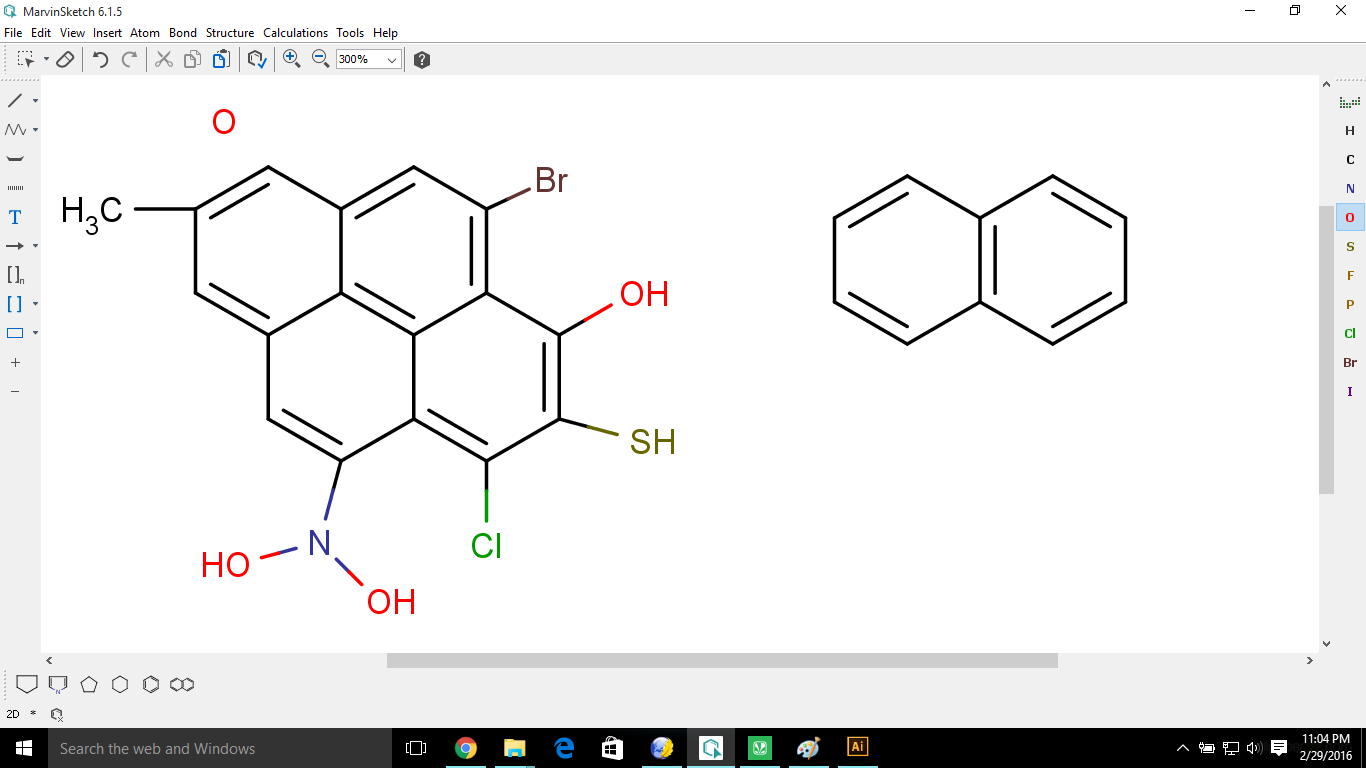 MarvinSketch 6.1.5
File Edit View Insert Atom Bond Structure Calculations Tools Help
300%
O
H
Br
H3C
C
N
T
O
OH
S
[ ]n
F
P
SH
Cl
Br
I
N
Cl
HO
OH
N
2D *
Search the web and Windows
Ai
11:04 PM
2/29/2016